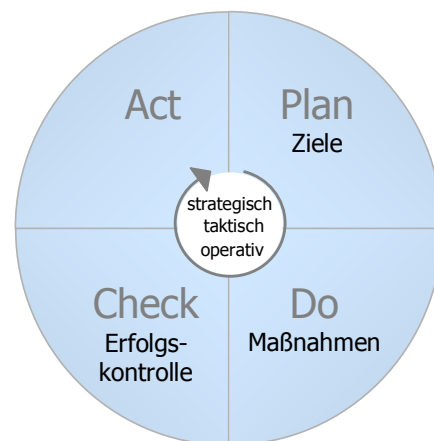 Act
Plan
Ziele
strategisch
taktisch
operativ
Check
Erfolgs-
kontrolle
Do
Maßnahmen